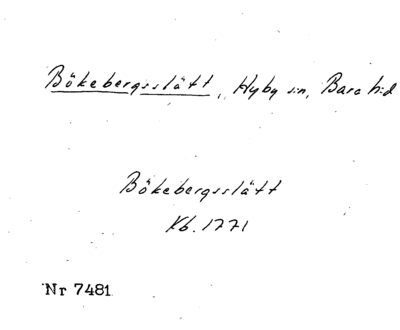 Bökebergsslätt, Hyby sn, Bara hd
Bökebergsslätt
Kb. 1771
Nr 7481